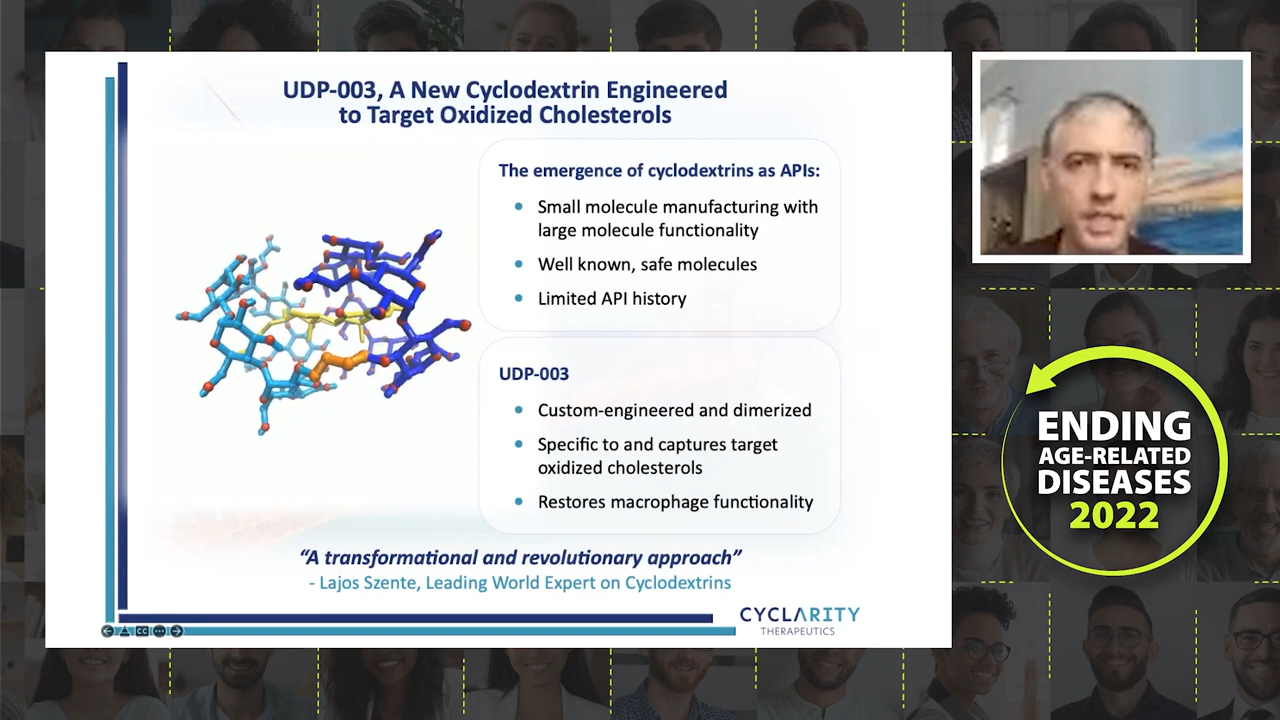 UDP-003, A New Cyclodextrin Engineered
to Target Oxidized Cholesterols
The emergence of cyclodextrins as APIs:
Small molecule manufacturing with
large molecule functionality
Well known, safe molecules
Limited API history
UDP-003
Custom-engineered and dimerized
Specific to and captures target
oxidized cholesterols
Restores macrophage functionality
“A transformational and revolutionary approach”
- Lajos Szente, Leading World Expert on Cyclodextrins
CYCLARITY
THERAPEUTICS
CC
ENDING
AGE-RELATED
DISEASES
2022